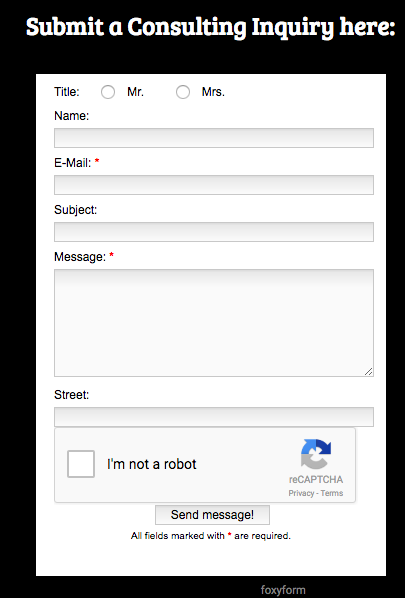 Submit a Consulting Inquiry here:
Title: Mr. Mrs.
Name:
E-Mail: *
Subject:
Message: *
Street:
I'm not a robot
reCAPTCHA
Privacy - Terms
Send message!
All fields marked with * are required.
foxyform